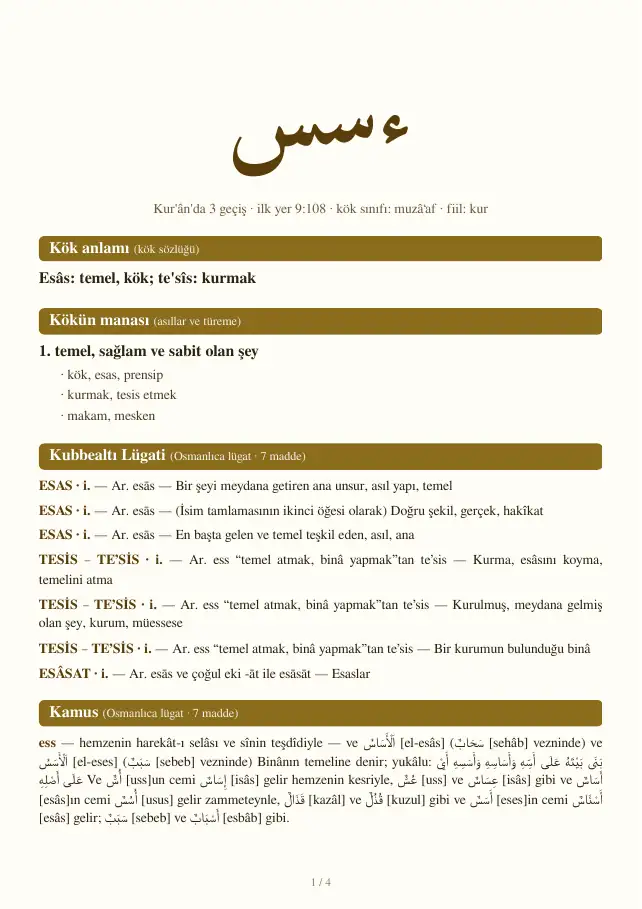 ءسس
Kur'ân'da 3 geçiş · ilk yer 9:108 · kök sınıfı: muzâ'af · fiil: kur
Kök anlamı (kök sözlüğü)
Esâs: temel, kök; te'sîs: kurmak
Kökün manası (asıllar ve türeme)
1. temel, sağlam ve sabit olan şey
· kök, esas, prensip
· kurmak, tesis etmek
· makam, mesken
Kubbealtı Lügati (Osmanlıca lügat · 7 madde)
ESAS · i. — Ar. esās — Bir şeyi meydana getiren ana unsur, asıl yapı, temel
ESAS · i. — Ar. esās — (İsim tamlamasının ikinci öğesi olarak) Doğru şekil, gerçek, hakîkat
ESAS · i. — Ar. esās — En başta gelen ve temel teşkil eden, asıl, ana
TESİS – TE’SİS · i. — Ar. ess “temel atmak, binâ yapmak”tan te’sіs — Kurma, esâsını koyma,
temelini atma
TESİS – TE’SİS · i. — Ar. ess “temel atmak, binâ yapmak”tan te’sis — Kurulmuş, meydana gelmiş
olan şey, kurum, müessese
TESİS – TE’SİS · i. — Ar. ess “temel atmak, binâ yapmak”tan te’sis — Bir kurumun bulunduğu binâ
ESÂSAT · i. — Ar. esās ve çoğul eki -āt ile esāsāt — Esaslar
Kamus (Osmanlıca lügat · 7 madde)
ess — hemzenin harekât-ı selâsı ve sînin teşdîdiyle — ve اَلْأَسَاسُ [el-esâs] (سَحَابٌ [sehâb] vezninde) ve
اَلْأَسَسُ [el-eses] (سَبَبٌ [sebeb] vezninde) Binânın temeline denir; yukâlu: بَنَى بَيْتَهُ عَلَى أُسِّهِ وَأَسَاسِهِ وَأَسَسِهِ أَيْ
عَلَى أَصْلِهِ Ve أُسٌّ [uss]un cemi إِسَاسٌ [isâs] gelir hemzenin kesriyle, عُسٌّ [uss] ve عِسَاسٌ [isâs] gibi ve أَسَاسٌ
[esâs]ın cemi أُسُسٌ [usus] gelir zammeteynle, قَذَالٌ [kazâl] ve قُذُلٌ [kuzul] gibi ve أَسَسٌ [eses]in cemi آسَاسٌ
[esâs] gelir; سَبَبٌ [sebeb] ve أَسْبَابٌ [esbâb] gibi.
1 / 4